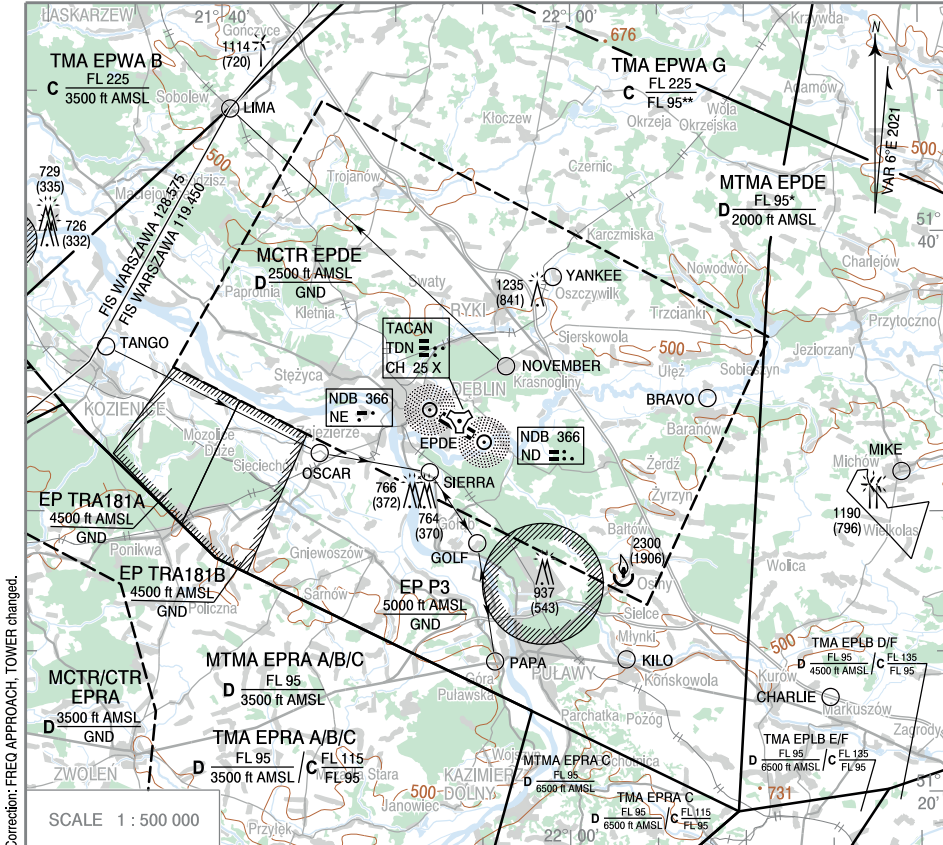 ŁASKARZEW
21°40'
Gończyce
1114
(720)
22°00'
676
Krzywda
TMA EPWA B
C FL 225
3500 ft AMSL
TMA EPWA G
C FL 225
FL 95**
N
Sobolew
LIMA
Kłoczew
Wola
Okrzeja
Okrzejska
Adamów
500
VAR 6°E 2021
500
729
(335)
726
(332)
FIS WARSZAWA 128.575
FIS WARSZAWA 119.450
Trojanów
Czernic
MTMA EPDE
D FL 95*
2000 ft AMSL
51°
40'
MCTR EPDE
D 2500 ft AMSL
GND
Karczmiska
Paprotnia
Kletnia
Swaty
1235
(841)
YANKEE
Oszczywilk
Nowodwór
Charlejów
RYKI
Trzcianki
Przytoczno
TACAN
TDN
CH 25 X
Sierskowola
500
TANGO
Stężyca
NOVEMBER
Krasnogliny
Ułęż
Sobieszyn
Jeziorzany
NDB 366
NE
DĘBLIN
BRAVO
KOZIENICE
Zajezierze
EPDE
NDB 366
ND
Baranów
Mozolice
Duże
Sieciechów
OSCAR
SIERRA
Żerdź
Michów
MIKE
766
(372)
764
(370)
Żyrzyn
1190
(796)
Wielkolas
EP TRA181A
4500 ft AMSL
GND
Gołąb
Bałtów
2300
(1906)
Ponikwa
Gniewoszów
GOLF
Osiny
Wolica
EP TRA181B
4500 ft AMSL
GND
Sarnów
Policzna
EP P3
5000 ft AMSL
GND
937
(543)
Sielce
Młynki
500
TMA EPLB D/F
D FL 95
4500 ft AMSL / C FL 135
FL 95
MCTR/CTR
EPRA
D 3500 ft AMSL
GND
MTMA EPRA A/B/C
D FL 95
3500 ft AMSL
PAPA
Góra
Puławska
PUŁAWY
KILO
Końskowola
Kurów
CHARLIE
Markuszów
TMA EPRA A/B/C
D FL 95
3500 ft AMSL / C FL 115
FL 95
Parchatka
Pożóg
Zagrody
TMA EPLB E/F
D FL 95
6500 ft AMSL / C FL 135
FL 95
ZWOLEŃ
Stara
MTMA EPRA C
D FL 95
6500 ft AMSL
500
Janowiec
KAZIMIERZ
DOLNY
731
51°
20'
TMA EPRA C
D FL 95
6500 ft AMSL / C FL 115
FL 95
SCALE 1 : 500 000
Przyłęk
22°00'
Correction: FREQ APPROACH, TOWER changed.